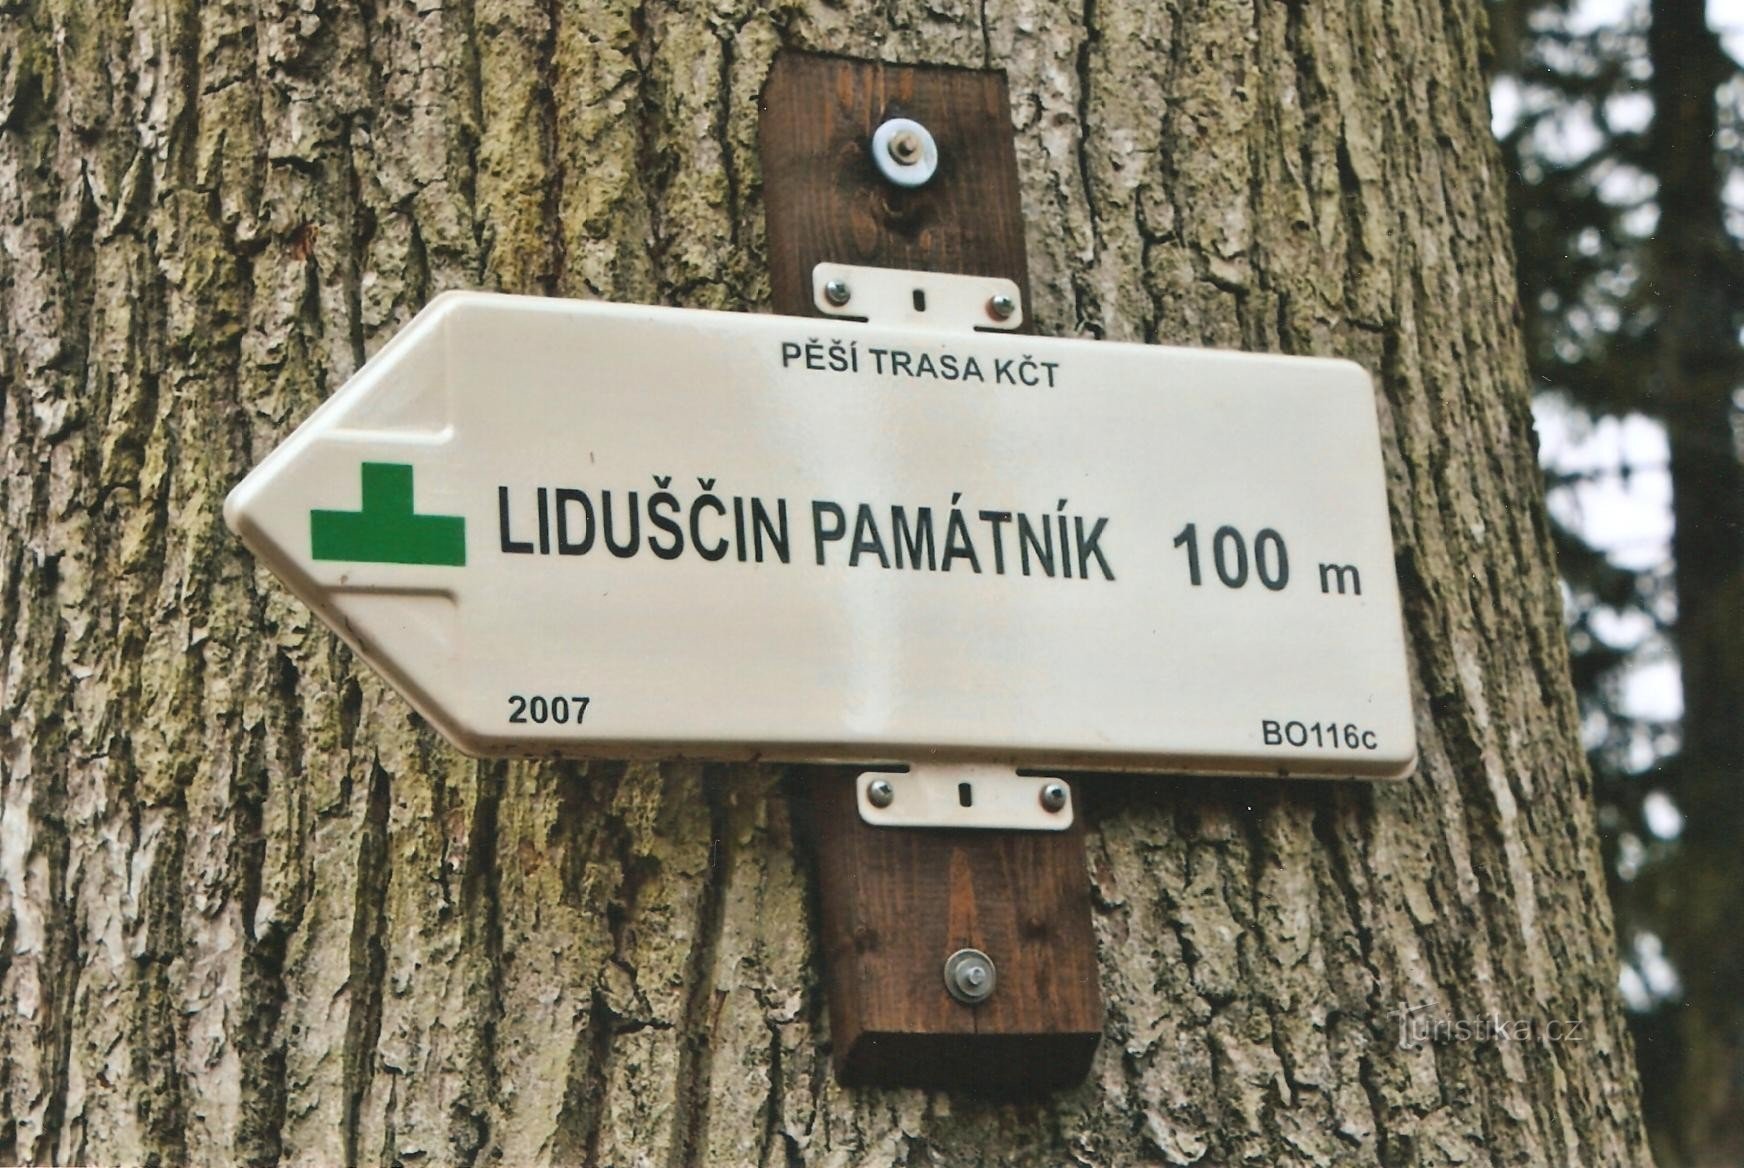 PĚŠÍ TRASA KČT
LIDUŠČIN PAMÁTNÍK 100 m
2007 BO116c
Turistika.cz